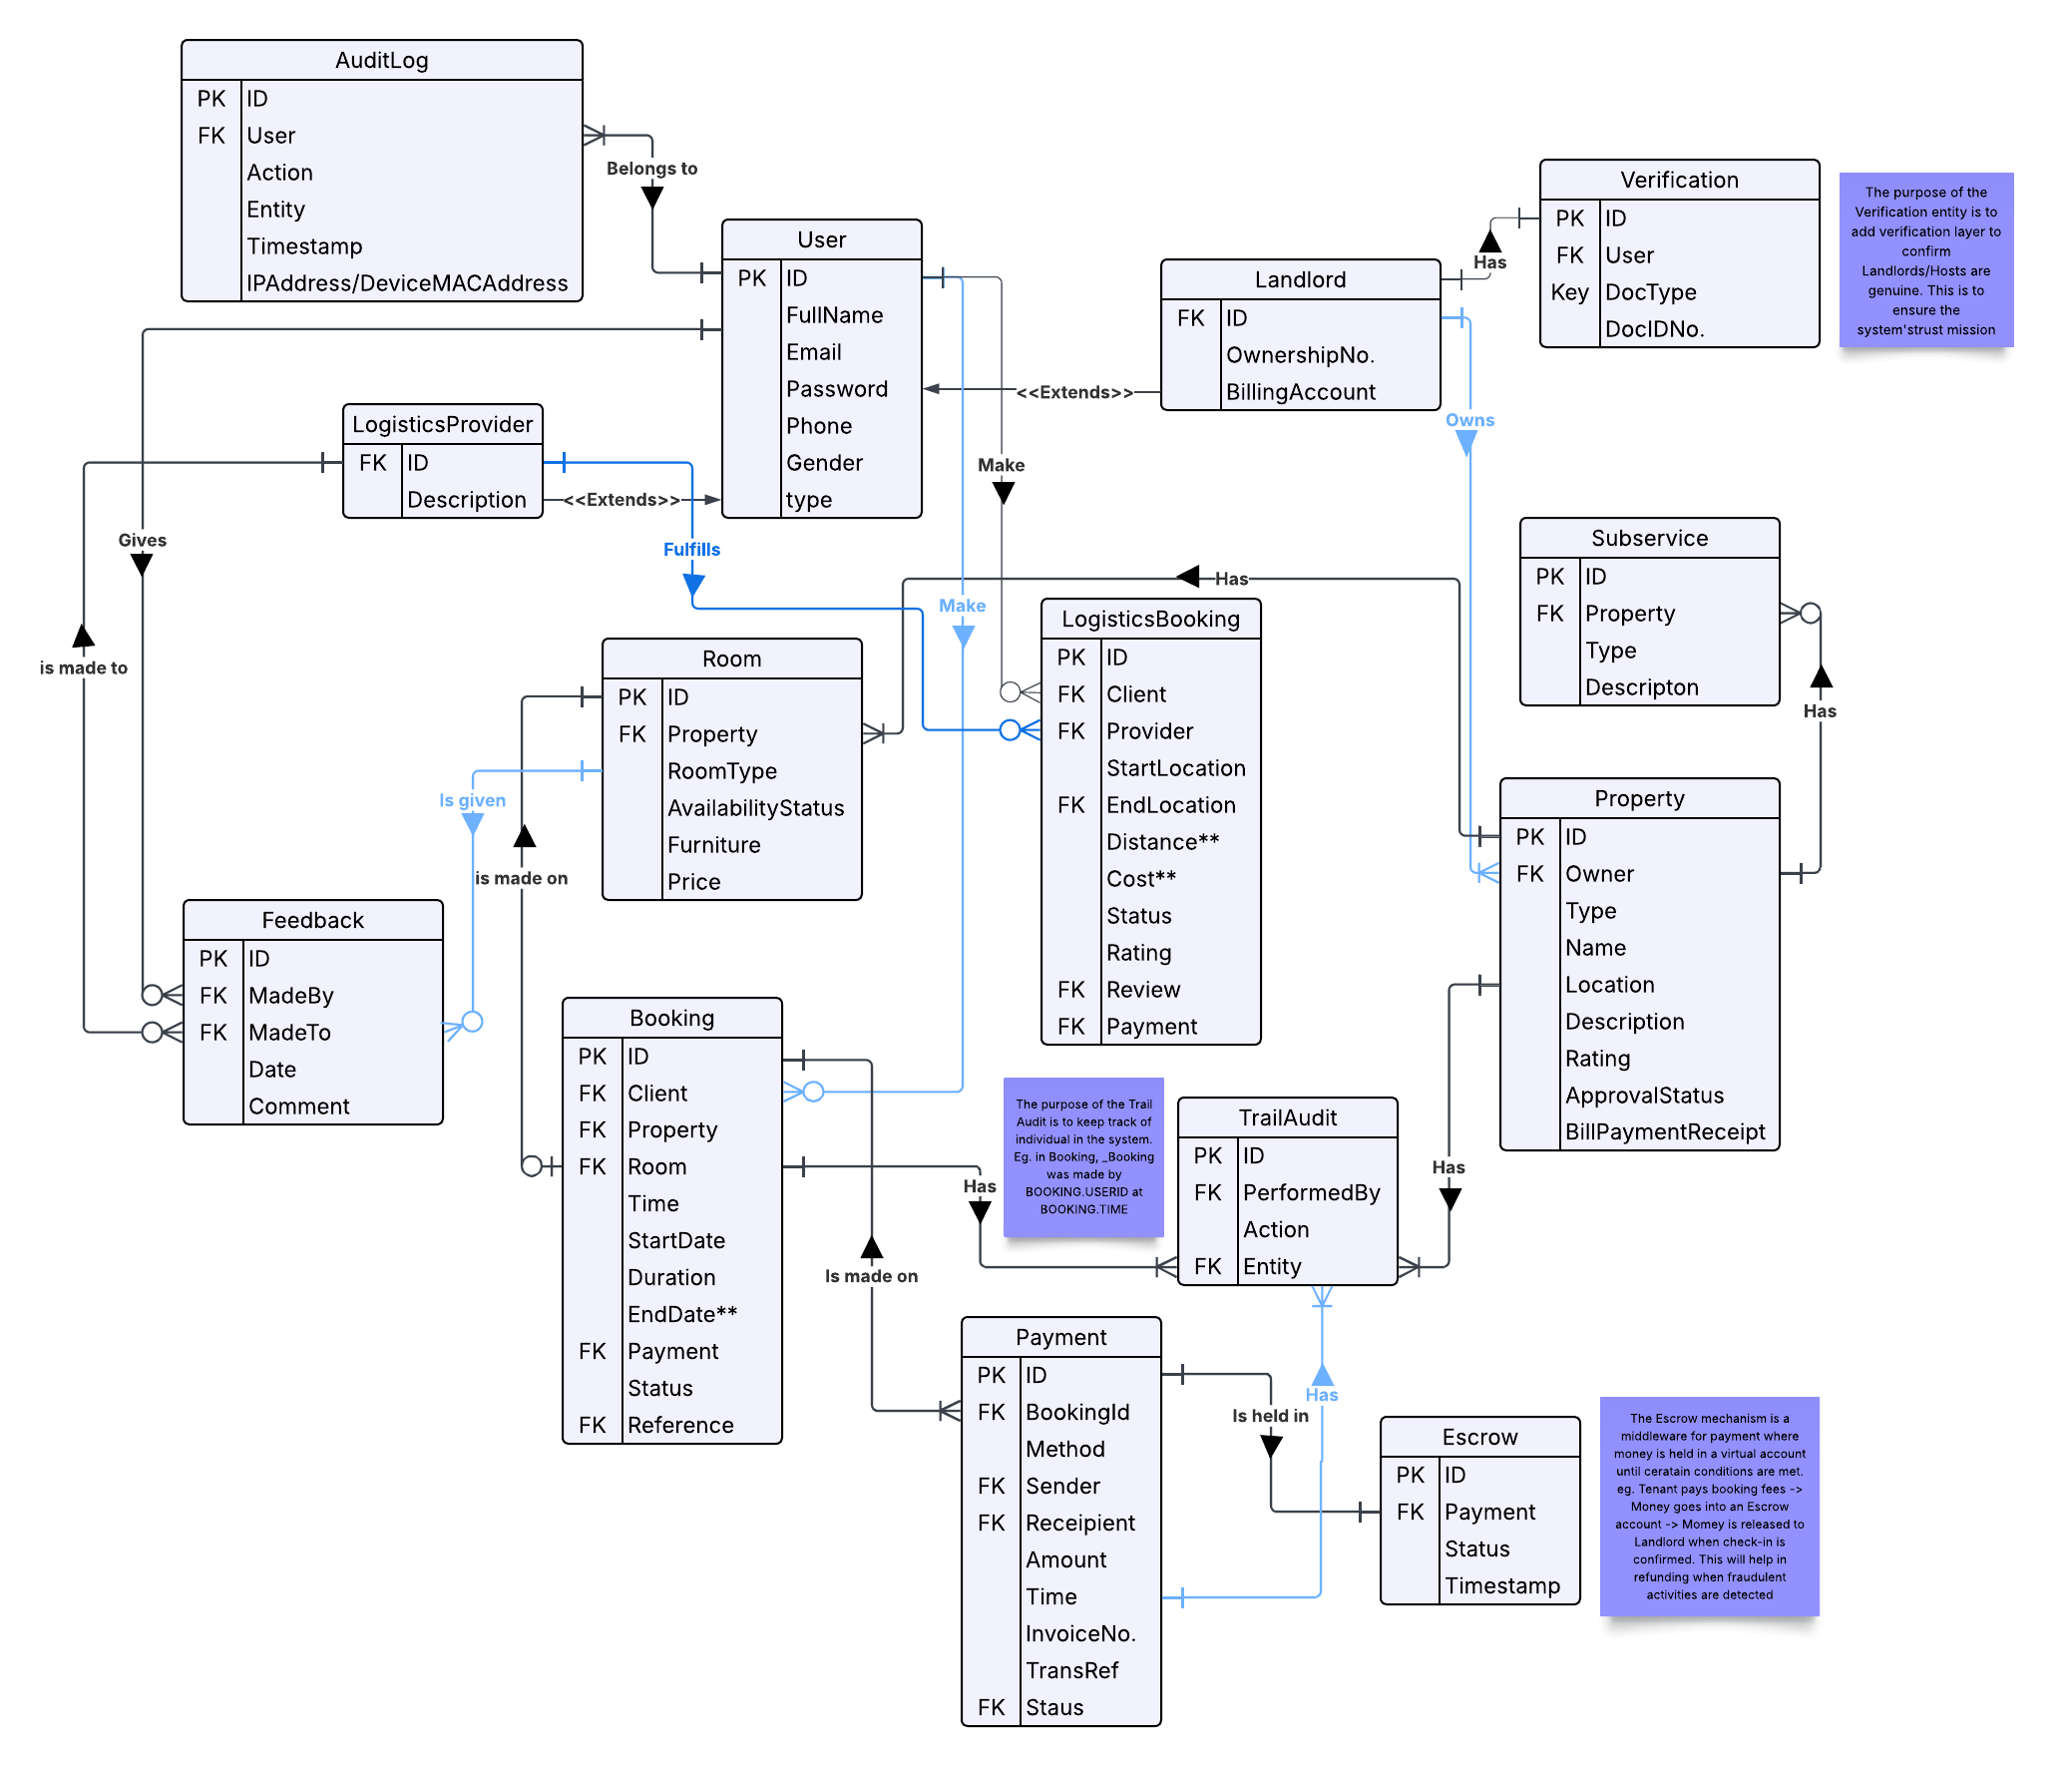 AuditLog
PK ID
FK User
Action
Entity
Timestamp
IPAddress/DeviceMACAddress
Belongs to
User
PK ID
FullName
Email
Password
Phone
Gender
type
Landlord
FK ID
OwnershipNo.
BillingAccount
<<Extends>>
Has
Verification
PK ID
FK User
Key DocType
DocIDNo.
The purpose of the
Verification entity is to
add verification layer to
confirm
Landlords/Hosts are
genuine. This is to
ensure the
system'strust mission
LogisticsProvider
FK ID
Description
<<Extends>>
Gives
is made to
Fulfills
Make
Make
Owns
Has
Subservice
PK ID
FK Property
Type
Descripton
Has
Room
PK ID
FK Property
RoomType
AvailabilityStatus
Furniture
Price
Is given
is made on
LogisticsBooking
PK ID
FK Client
FK Provider
StartLocation
FK EndLocation
Distance**
Cost**
Status
Rating
FK Review
FK Payment
Property
PK ID
FK Owner
Type
Name
Location
Description
Rating
ApprovalStatus
BillPaymentReceipt
Feedback
PK ID
FK MadeBy
FK MadeTo
Date
Comment
Booking
PK ID
FK Client
FK Property
FK Room
Time
StartDate
Duration
EndDate**
FK Payment
Status
FK Reference
Has
Is made on
The purpose of the Trail
Audit is to keep track of
individual in the system.
Eg. in Booking, _Booking
was made by
BOOKING.USERID at
BOOKING.TIME
TrailAudit
PK ID
FK PerformedBy
Action
FK Entity
Has
Payment
PK ID
FK BookingId
Method
FK Sender
FK Receipient
Amount
Time
InvoiceNo.
TransRef
FK Staus
Is held in
Has
Escrow
PK ID
FK Payment
Status
Timestamp
The Escrow mechanism is a
middleware for payment where
money is held in a virtual account
until ceratain conditions are met.
eg. Tenant pays booking fees ->
Money goes into an Escrow
account -> Momey is released to
Landlord when check-in is
confirmed. This will help in
refunding when fraudulent
activities are detected